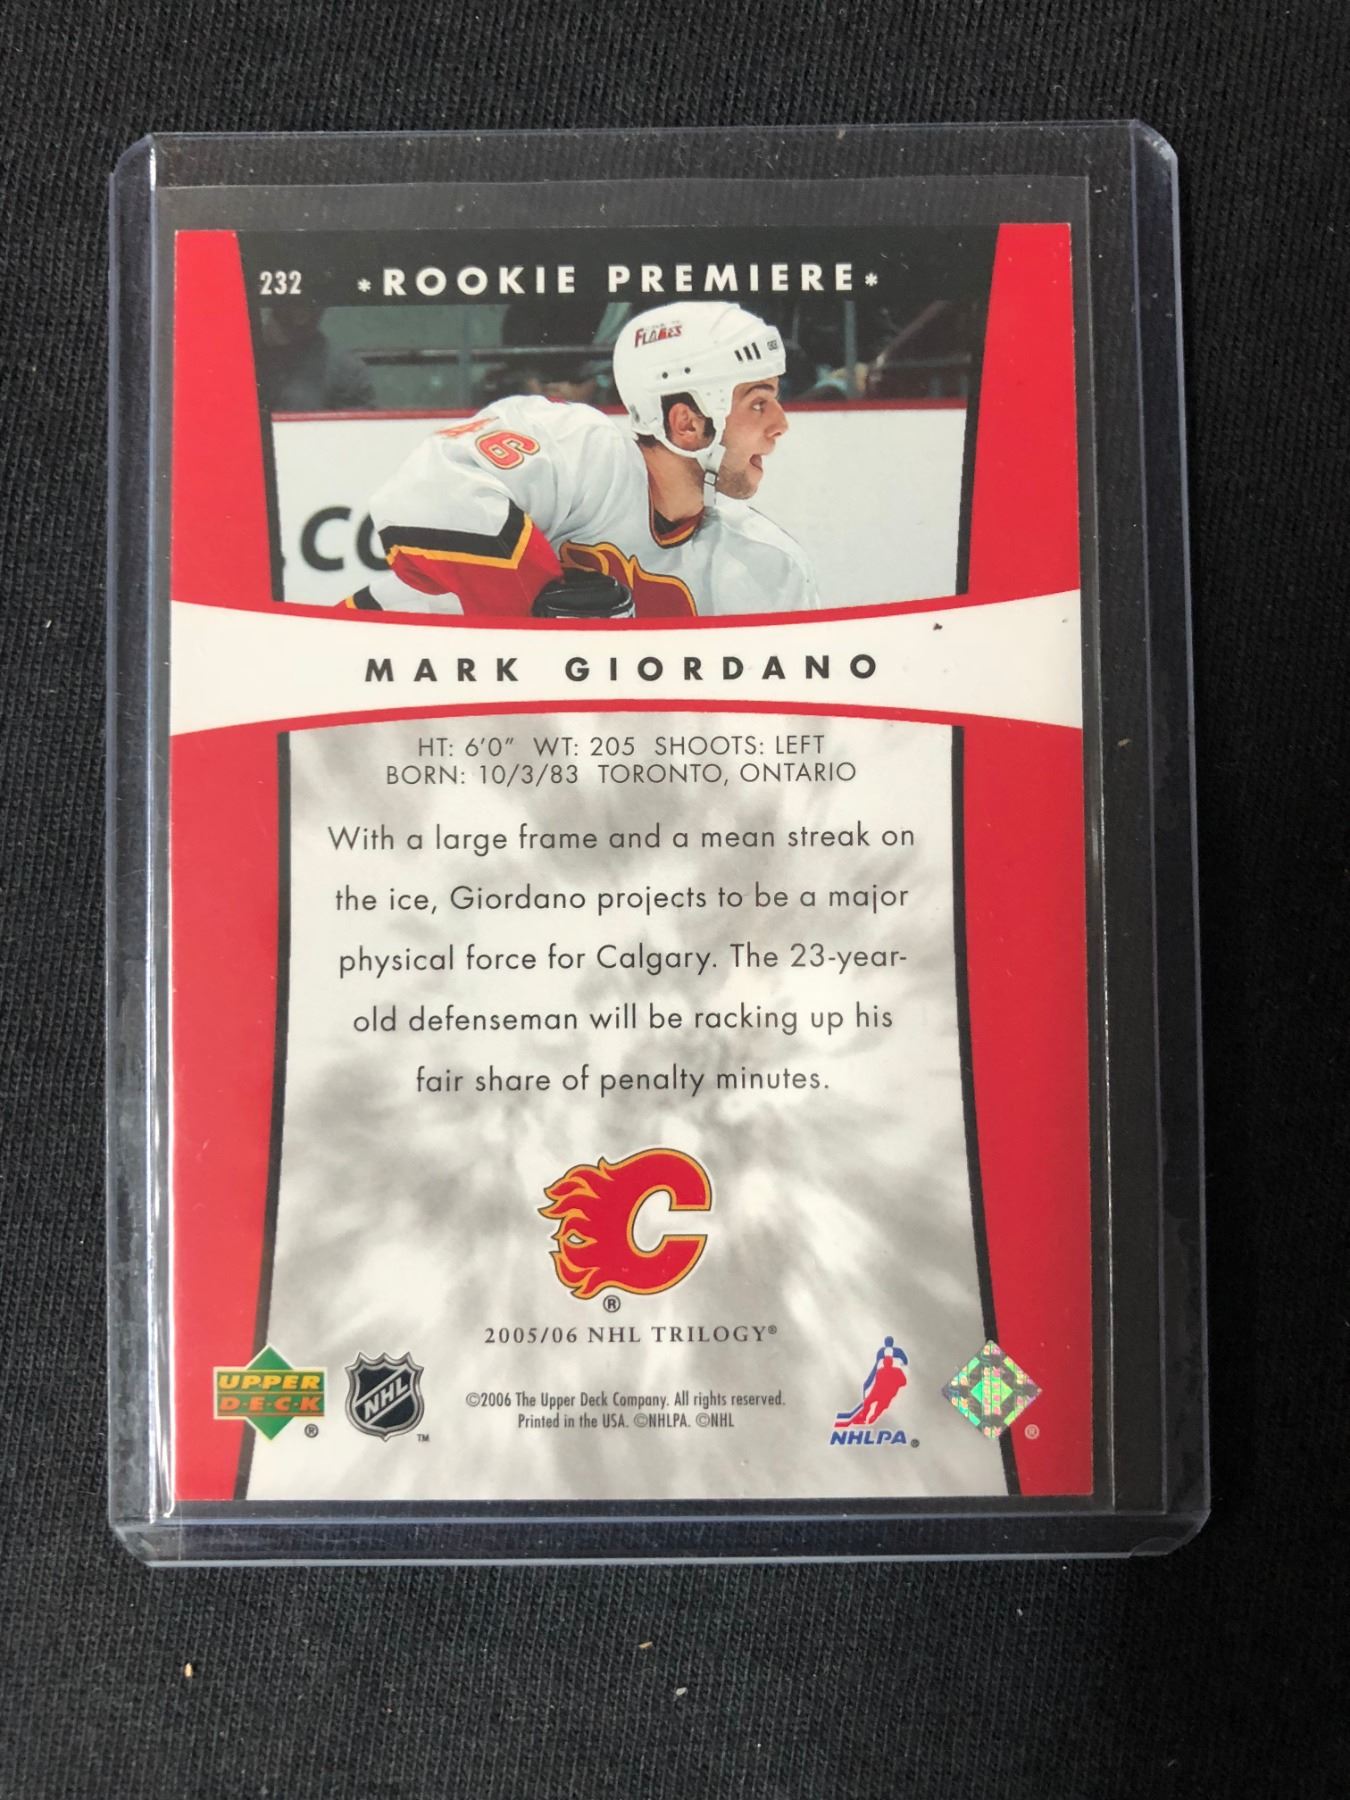 232 *ROOKIE PREMIERE*
FLAMES
46
.CO
MARK GIORDANO
HT: 6'0" WT: 205 SHOOTS: LEFT
BORN: 10/3/83 TORONTO, ONTARIO
With a large frame and a mean streak on
the ice, Giordano projects to be a major
physical force for Calgary. The 23-year-
old defenseman will be racking up his
fair share of penalty minutes.
C
®
2005/06 NHL TRILOGY®
UPPER
D·E·C·K
®
NHL
™
©2006 The Upper Deck Company. All rights reserved.
Printed in the USA. ©NHLPA. ©NHL
NHLPA®
®